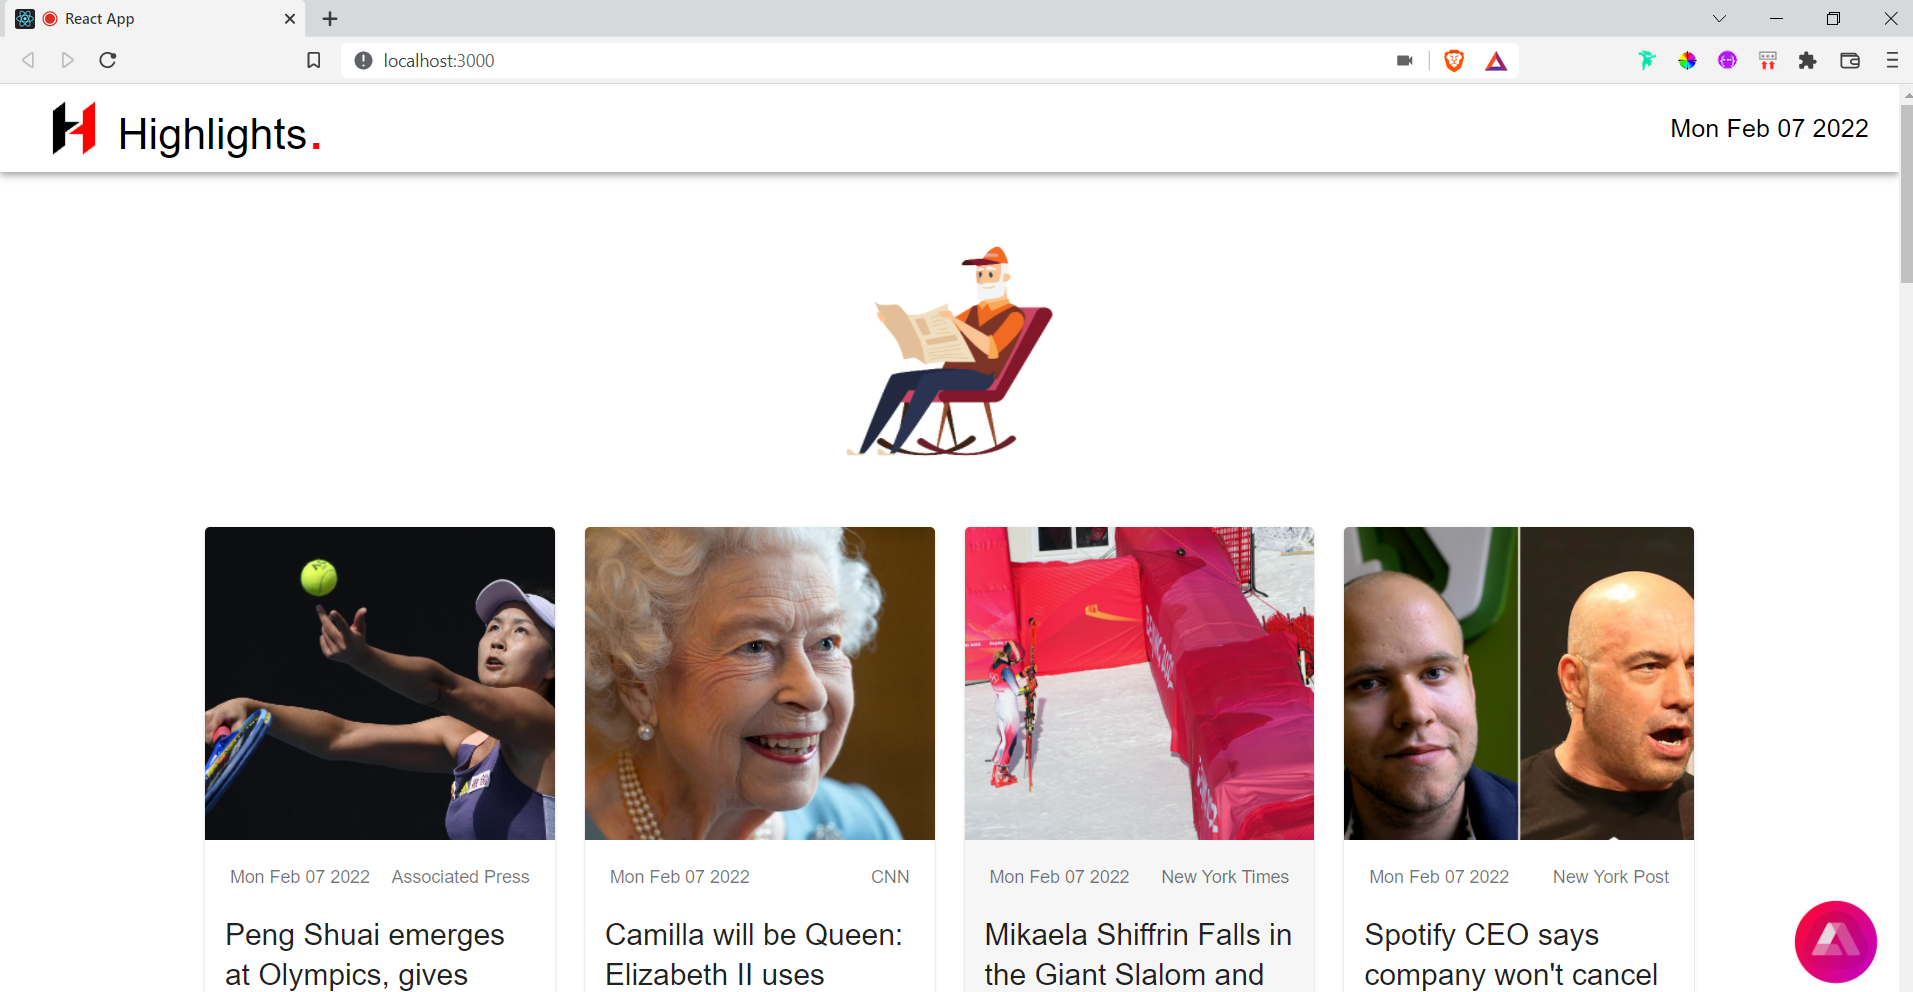 React App
localhost:3000
Highlights.
Mon Feb 07 2022
Mon Feb 07 2022 Associated Press
Peng Shuai emerges
at Olympics, gives
Mon Feb 07 2022 CNN
Camilla will be Queen:
Elizabeth II uses
Mon Feb 07 2022 New York Times
Mikaela Shiffrin Falls in
the Giant Slalom and
Mon Feb 07 2022 New York Post
Spotify CEO says
company won't cancel